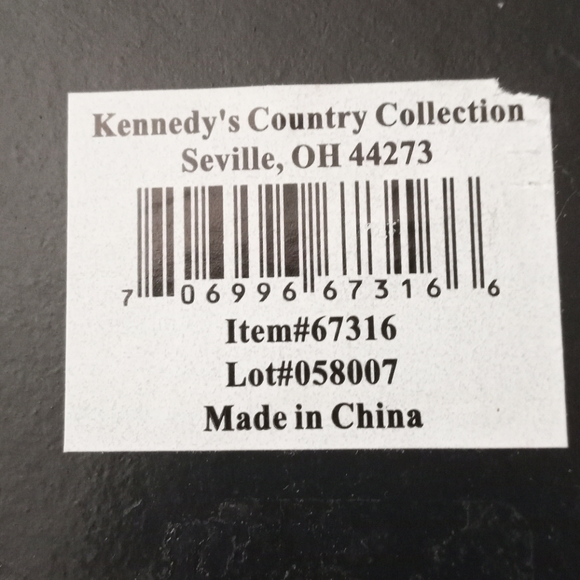 Kennedy's Country Collection
Seville, OH 44273
7 06996 67316 6
Item#67316
Lot#058007
Made in China